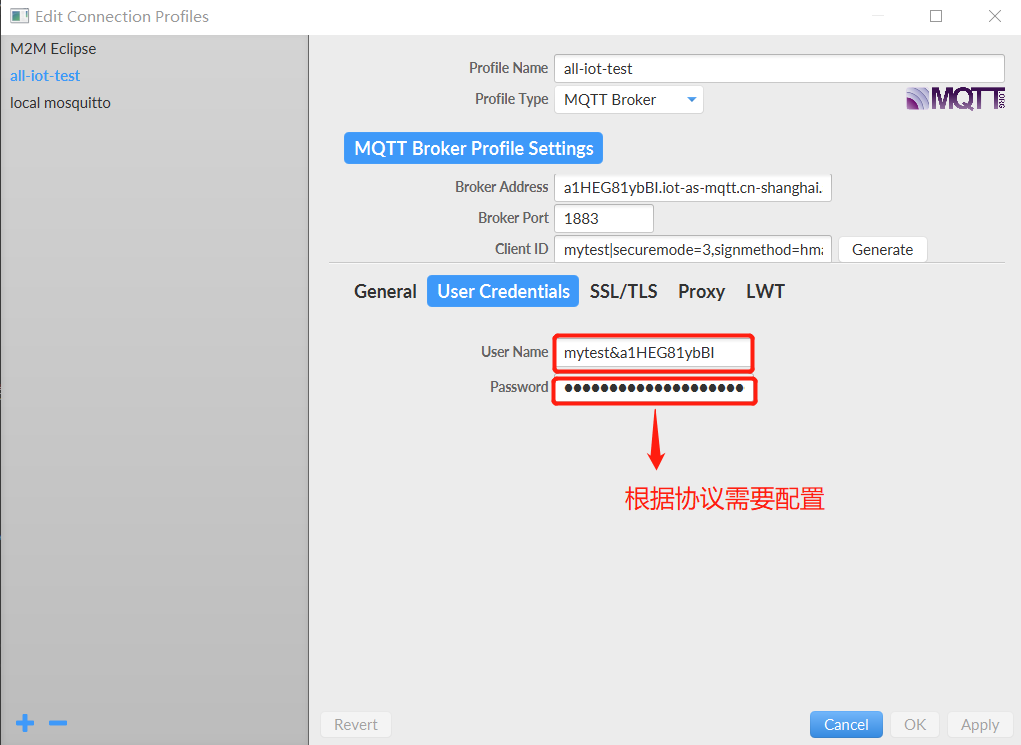 Edit Connection Profiles
M2M Eclipse
all-iot-test
local mosquitto
Profile Name all-iot-test
Profile Type MQTT Broker
MQTT.ORG
MQTT Broker Profile Settings
Broker Address a1HEG81ybBI.iot-as-mqtt.cn-shanghai.
Broker Port 1883
Client ID mytest|securemode=3,signmethod=hma Generate
General User Credentials SSL/TLS Proxy LWT
User Name mytest&a1HEG81ybBI
Password ●●●●●●●●●●●●●●●●●●●●
根据协议需要配置
Revert Cancel OK Apply